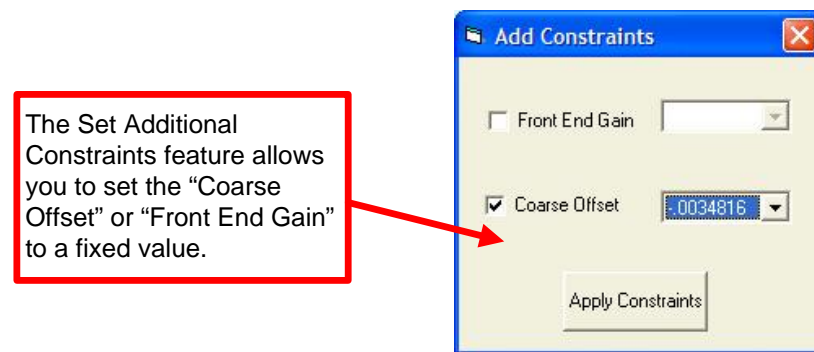 Add Constraints
The Set Additional
Constraints feature allows
you to set the “Coarse
Offset” or “Front End Gain”
to a fixed value.
Front End Gain
Coarse Offset
-.0034816
Apply Constraints